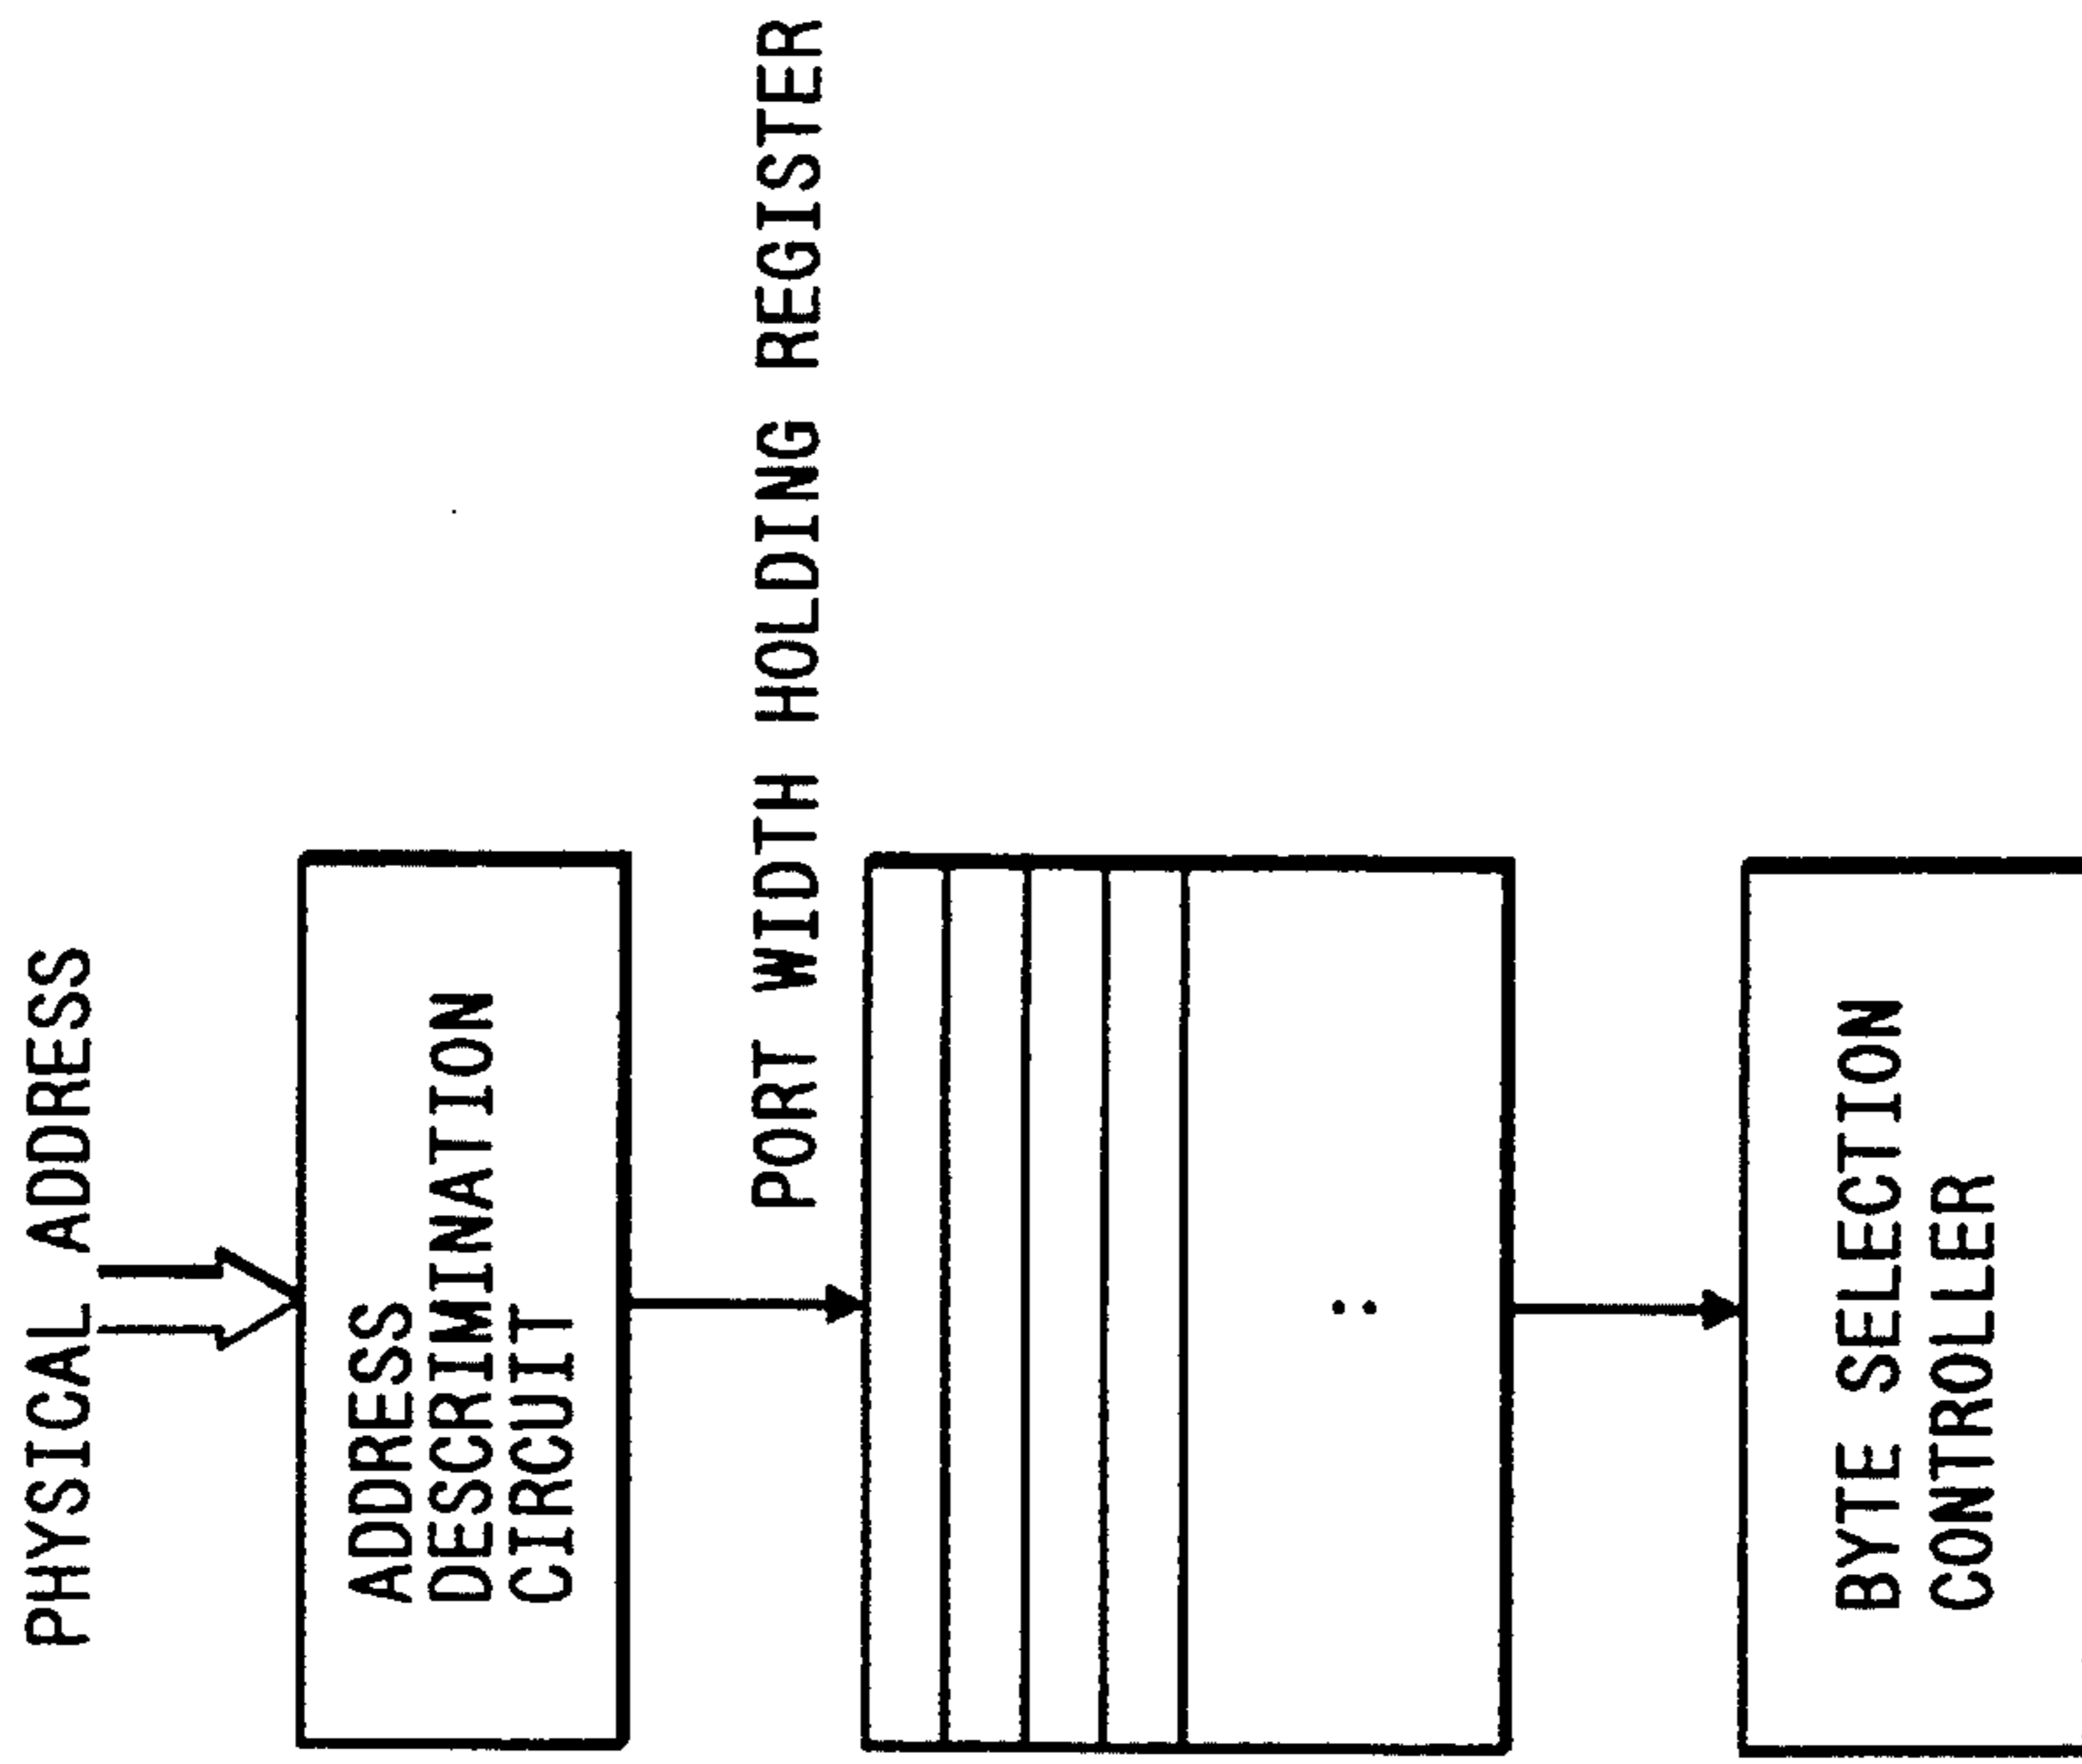 PHYSICAL ADDRESS
ADDRESS
DESCRIMINATION
CIRCUIT
PORT WIDTH HOLDING REGISTER
BYTE SELECTION
CONTROLLER